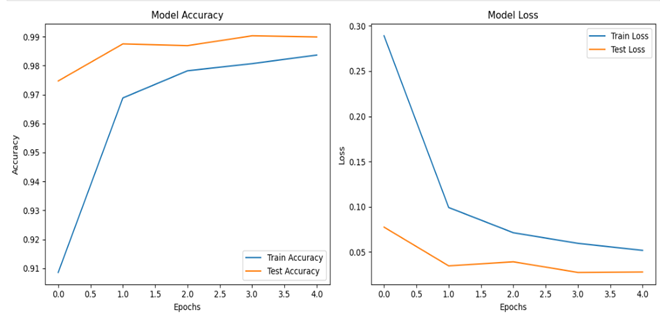 Model Accuracy
0.99
0.98
0.97
0.96
0.95
0.94
0.93
0.92
0.91
Accuracy
Train Accuracy
Test Accuracy
0.0 0.5 1.0 1.5 2.0 2.5 3.0 3.5 4.0
Epochs
Model Loss
0.30
0.25
0.20
0.15
0.10
0.05
Loss
Train Loss
Test Loss
0.0 0.5 1.0 1.5 2.0 2.5 3.0 3.5 4.0
Epochs